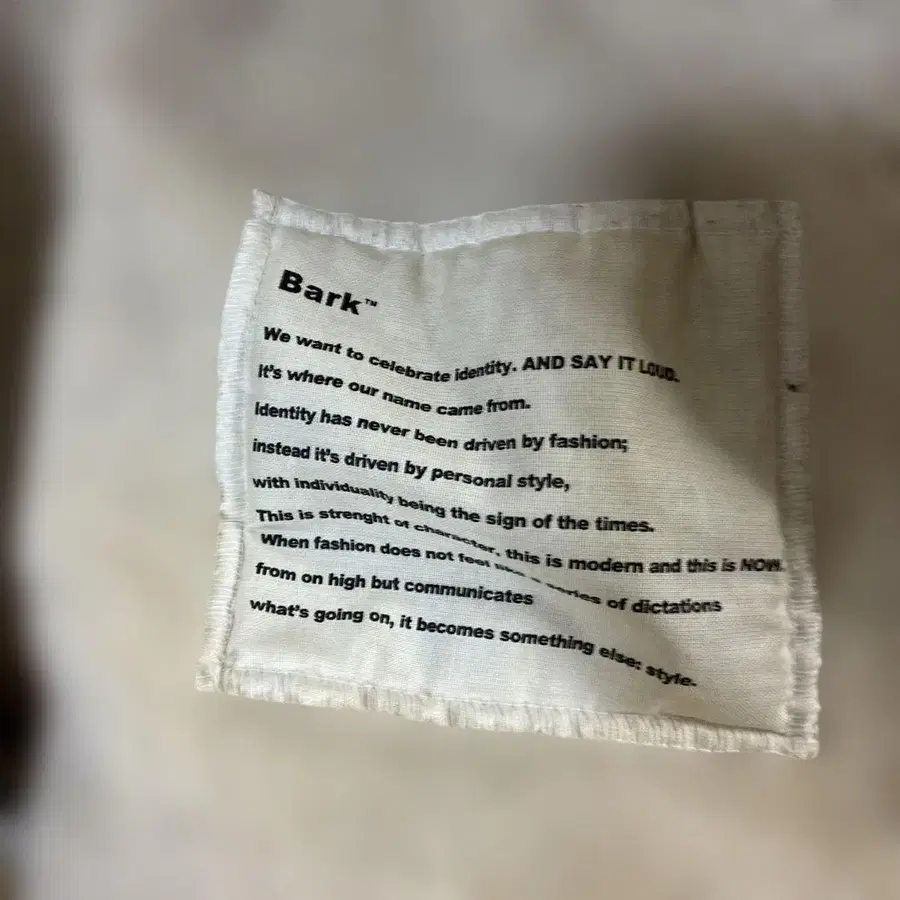 Bark™
We want to celebrate identity. AND SAY IT LOUD.
It's where our name came from.
Identity has never been driven by fashion;
instead it's driven by personal style,
with individuality being the sign of the times.
This is strenght of character, this is modern and this is NOW.
When fashion does not feel like a series of dictations
from on high but communicates
what's going on, it becomes something else: style.